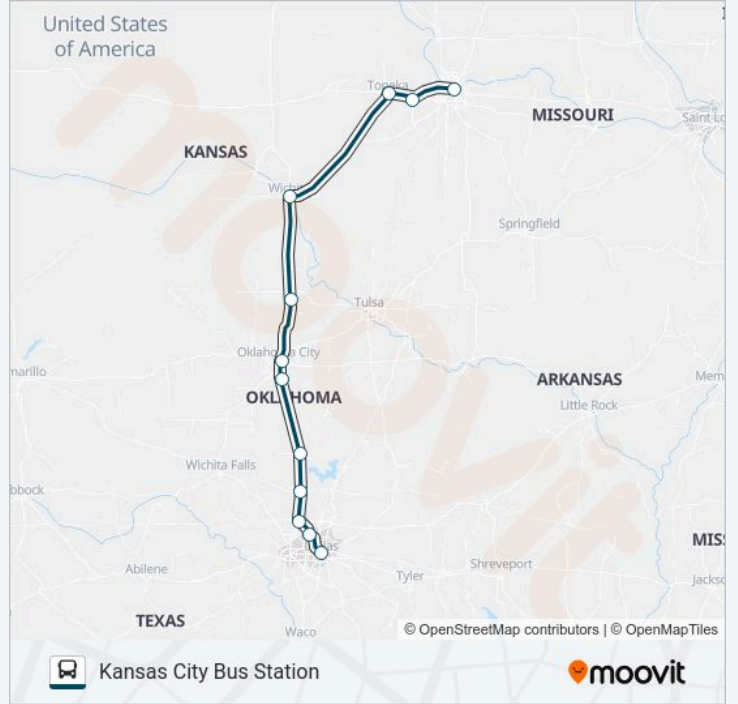 United States
of America
Topeka
MISSOURI
Saint Lo
KANSAS
Wichit
Springfield
Tulsa
Oklahoma City
marillo
ARKANSAS
Mem
OKLAHOMA
Little Rock
Wichita Falls
bbock
MISS
Abilene
Shreveport
Tyler
Jackso
TEXAS
Waco
© OpenStreetMap contributors | © OpenMapTiles
Kansas City Bus Station
moovit